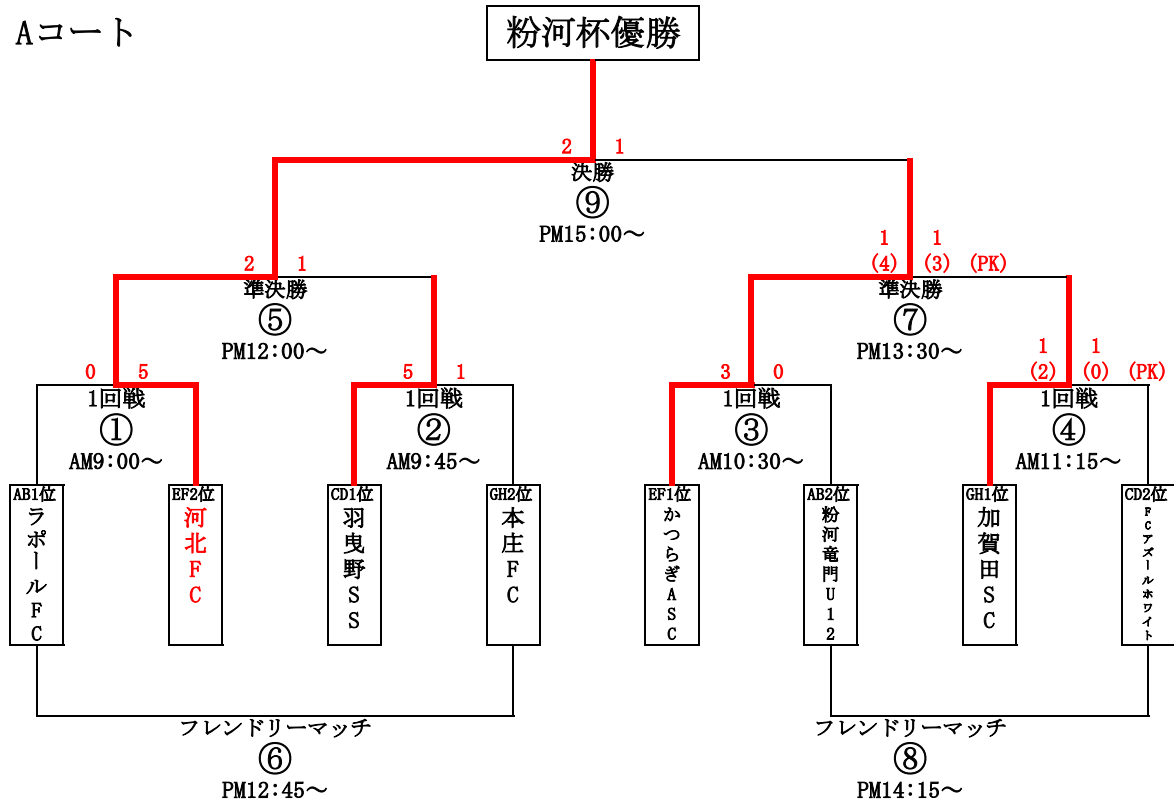 Aコート
粉河杯優勝
2 1
決勝
⑨
PM15:00～
2 1
準決勝
⑤
PM12:00～
1 1
(4) (3) (PK)
準決勝
⑦
PM13:30～
0 5
1回戦
①
AM9:00～
5 1
1回戦
②
AM9:45～
3 0
1回戦
③
AM10:30～
1 1
(2) (0) (PK)
1回戦
④
AM11:15～
AB1位
ラポールFC
EF2位
河北FC
CD1位
羽曳野SS
GH2位
本庄FC
EF1位
かつらぎASC
AB2位
粉河竜門U12
GH1位
加賀田SC
CD2位
FCアズールホワイト
フレンドリーマッチ
⑥
PM12:45～
フレンドリーマッチ
⑧
PM14:15～